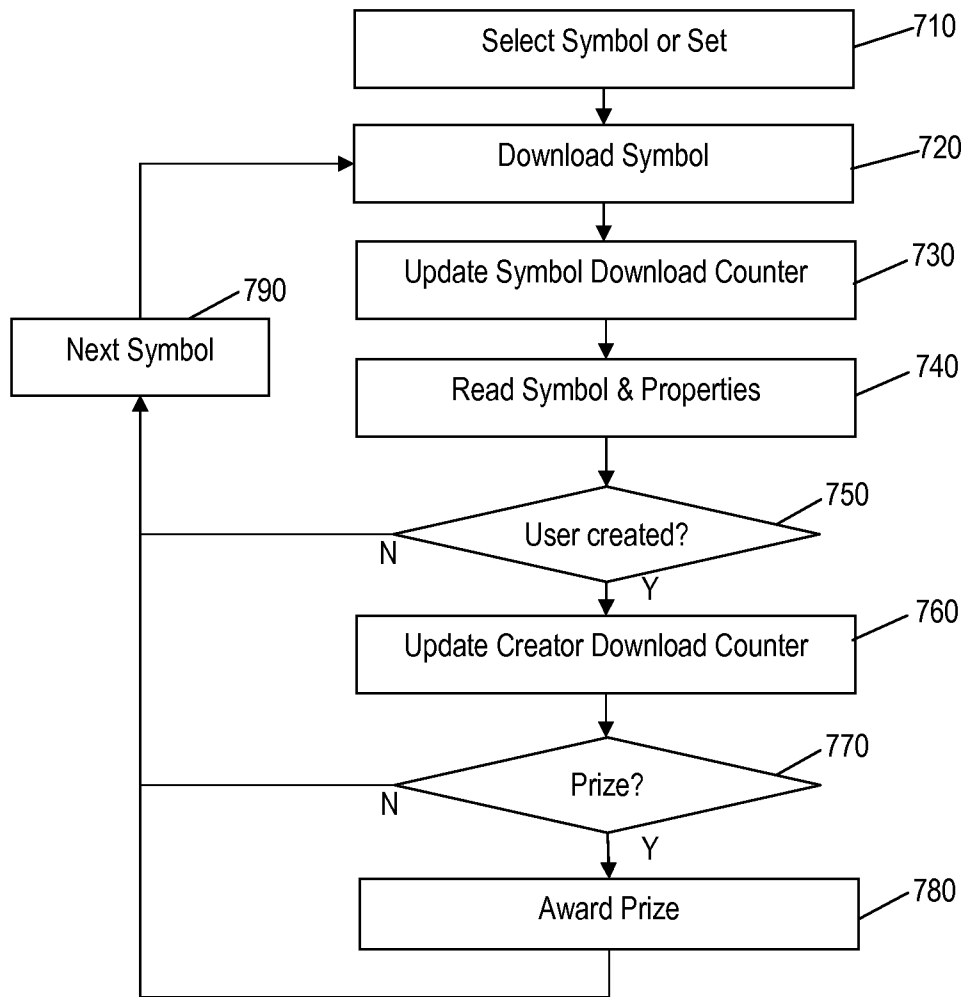 Select Symbol or Set
710
Download Symbol
720
Update Symbol Download Counter
730
790
Next Symbol
Read Symbol & Properties
740
User created?
750
N
Y
Update Creator Download Counter
760
Prize?
770
N
Y
Award Prize
780